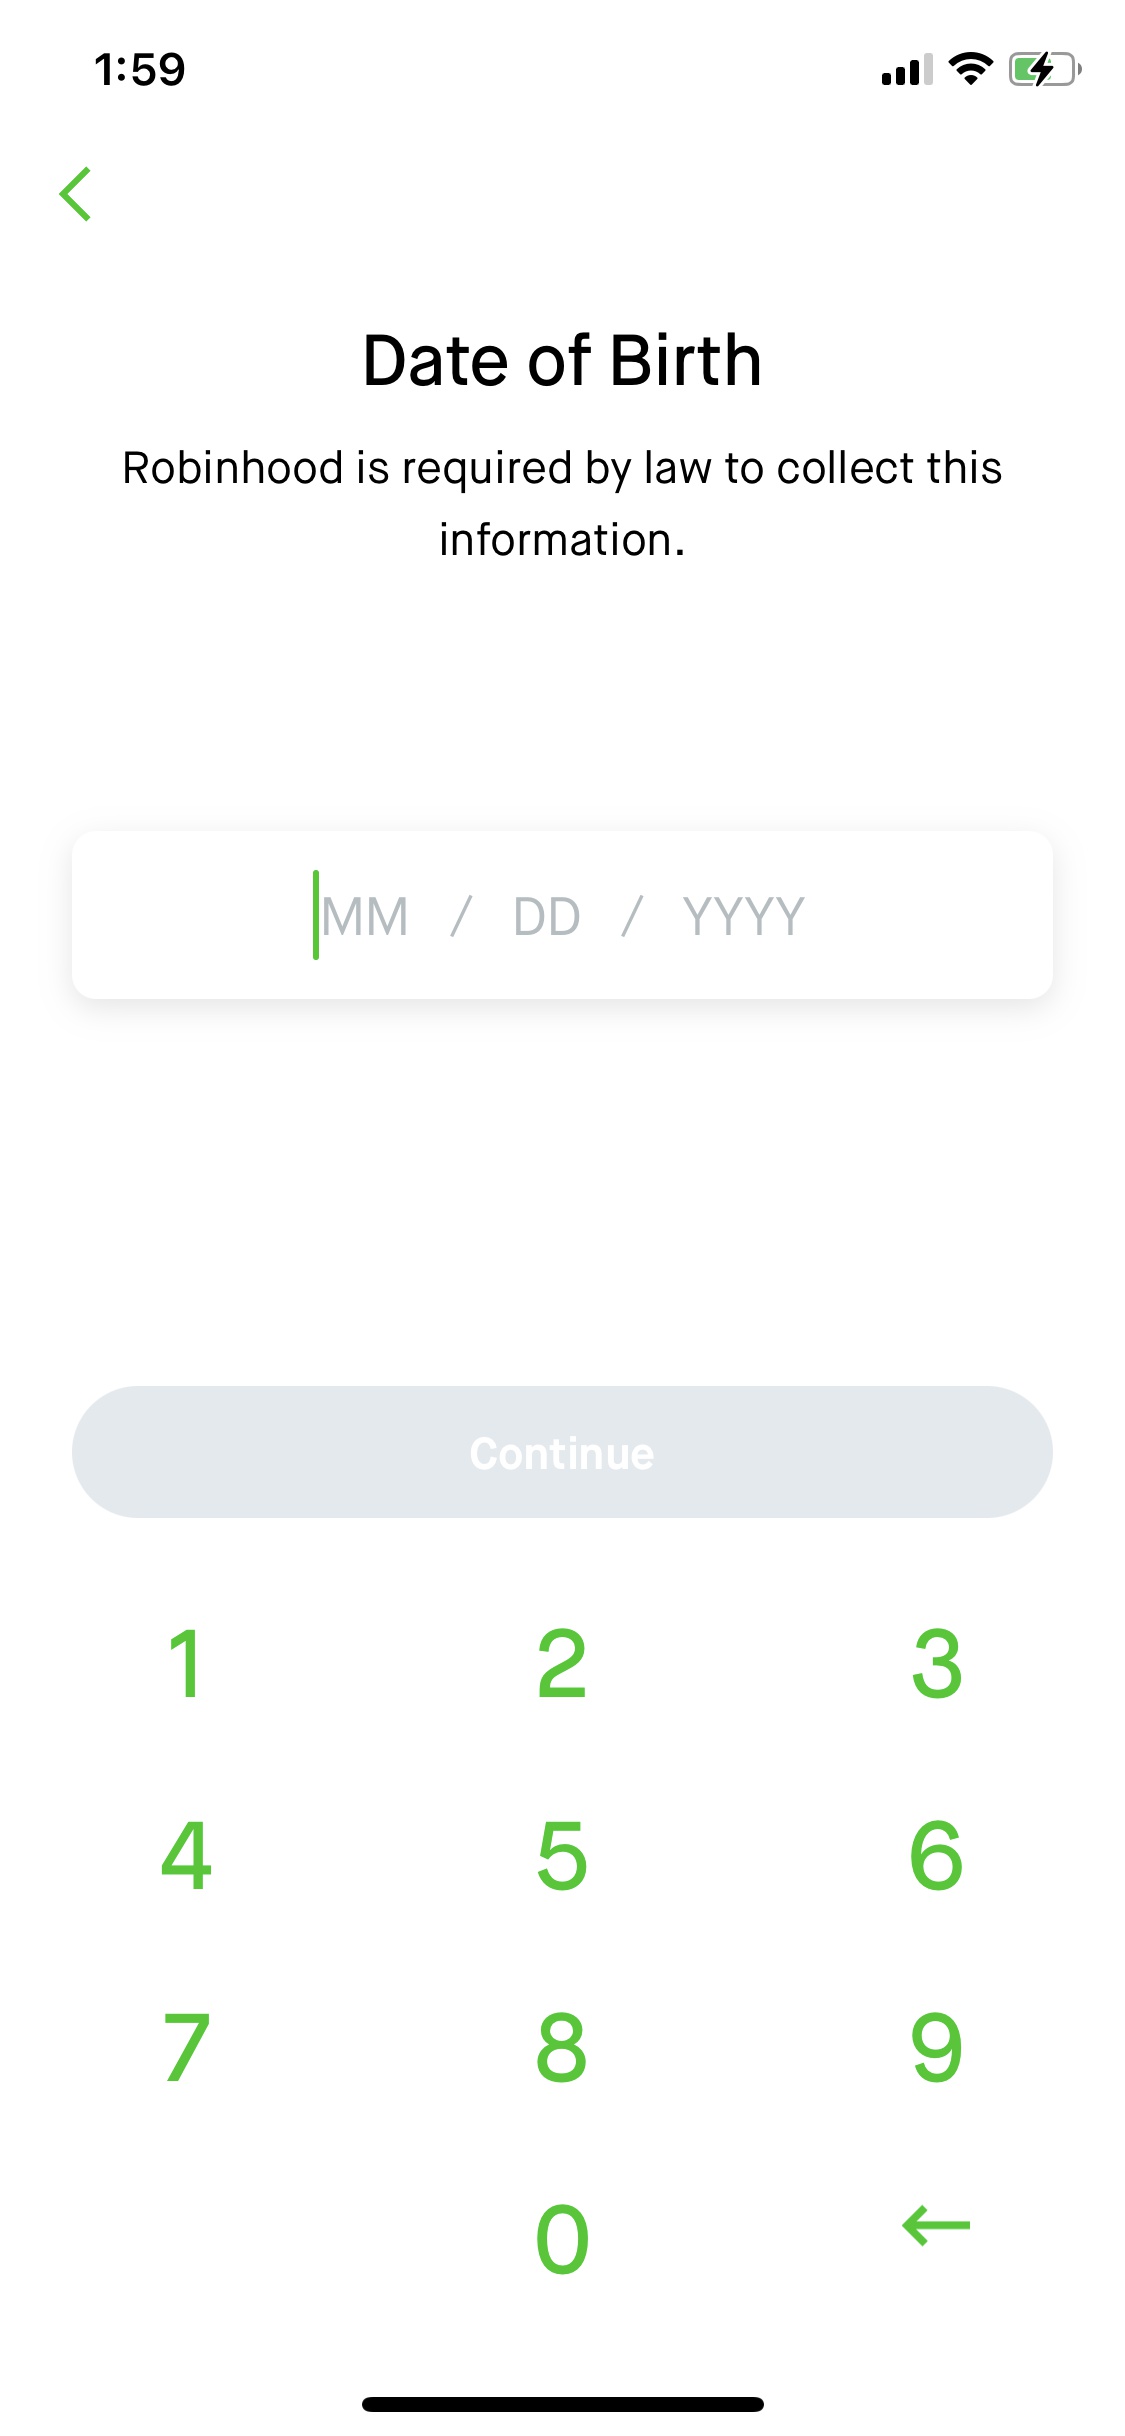 1:59
Date of Birth
Robinhood is required by law to collect this
information.
MM / DD / YYYY
Continue
1 2 3
4 5 6
7 8 9
0